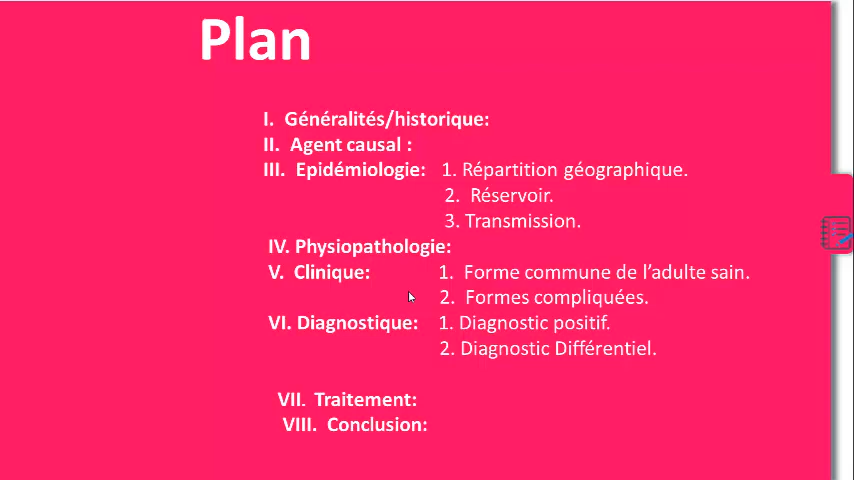 Plan
I. Généralités/historique:
II. Agent causal :
III. Epidémiologie: 1. Répartition géographique.
2. Réservoir.
3. Transmission.
IV. Physiopathologie:
V. Clinique: 1. Forme commune de l’adulte sain.
2. Formes compliquées.
VI. Diagnostique: 1. Diagnostic positif.
2. Diagnostic Différentiel.
VII. Traitement:
VIII. Conclusion: